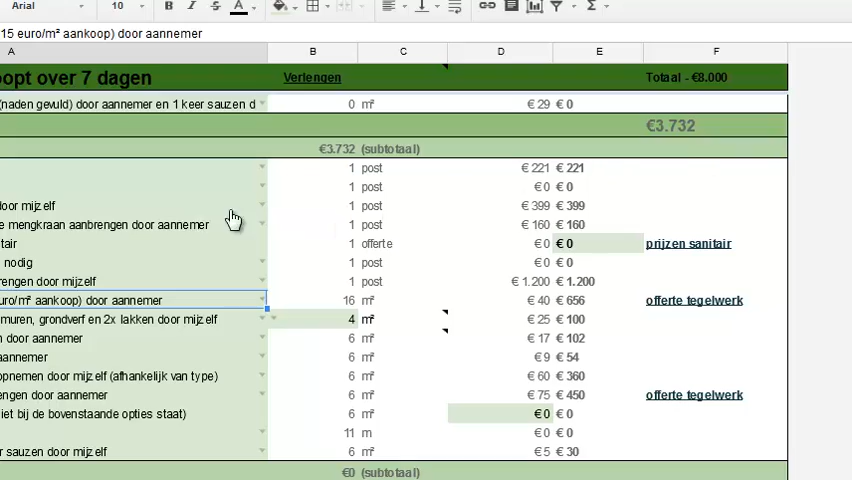 Arial 10 B I S A
15 euro/m² aankoop) door aannemer
A B C D E F
oopt over 7 dagen Verlengen Totaal - €8.000
(naden gevuld) door aannemer en 1 keer sauzen d 0 m² € 29 € 0
€3.732
€3.732 (subtotaal)
1 post € 221 € 221
1 post € 0 € 0
door mijzelf 1 post € 399 € 399
e mengkraan aanbrengen door aannemer 1 post € 160 € 160
tair 1 offerte € 0 € 0 prijzen sanitair
nodig 1 post € 0 € 0
rengen door mijzelf 1 post € 1.200 € 1.200
uro/m² aankoop) door aannemer 16 m² € 40 € 656 offerte tegelwerk
muren, grondverf en 2x lakken door mijzelf 4 m² € 25 € 100
n door aannemer 6 m² € 17 € 102
aannemer 6 m² € 9 € 54
opnemen door mijzelf (afhankelijk van type) 6 m² € 60 € 360
engen door aannemer 6 m² € 75 € 450 offerte tegelwerk
iet bij de bovenstaande opties staat) 6 m² € 0 € 0
11 m € 0 € 0
r sauzen door mijzelf 6 m² € 5 € 30
€0 (subtotaal)